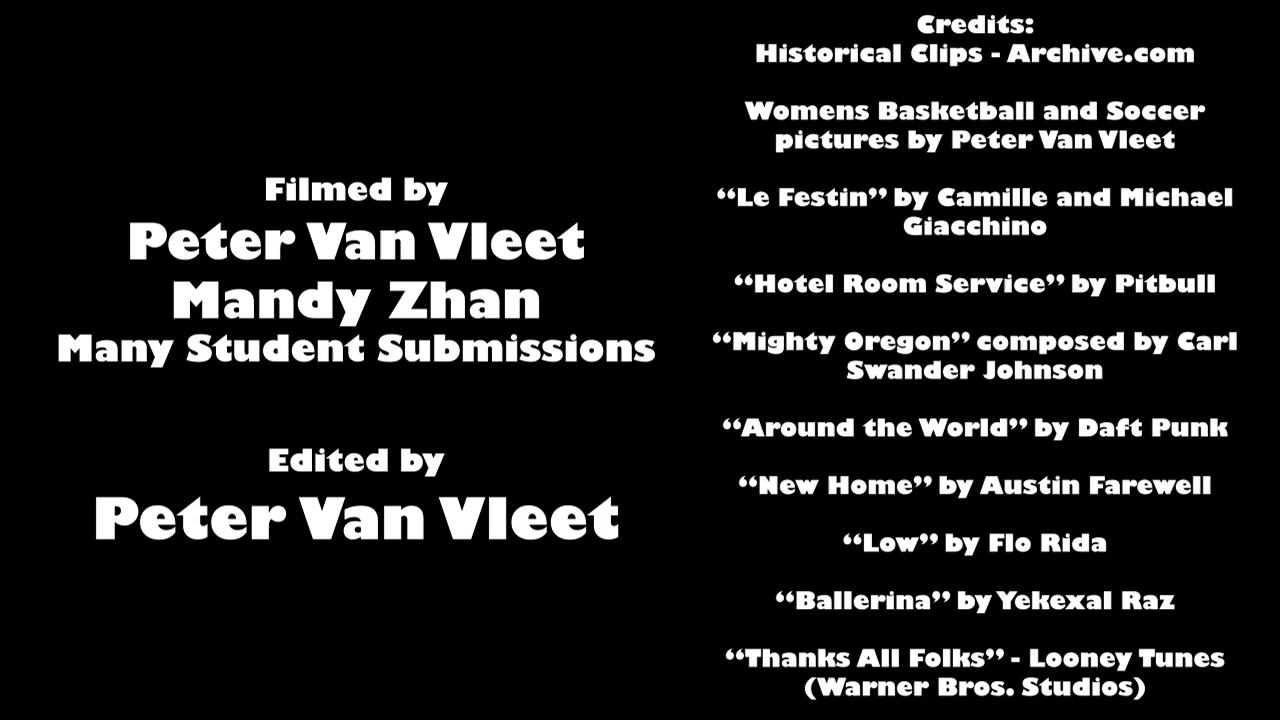 Filmed by
Peter Van Vleet
Mandy Zhan
Many Student Submissions
Edited by
Peter Van Vleet
Credits:
Historical Clips - Archive.com
Womens Basketball and Soccer
pictures by Peter Van Vleet
“Le Festin” by Camille and Michael
Giacchino
“Hotel Room Service” by Pitbull
“Mighty Oregon” composed by Carl
Swander Johnson
“Around the World” by Daft Punk
“New Home” by Austin Farewell
“Low” by Flo Rida
“Ballerina” by Yekexal Raz
“Thanks All Folks” - Looney Tunes
(Warner Bros. Studios)